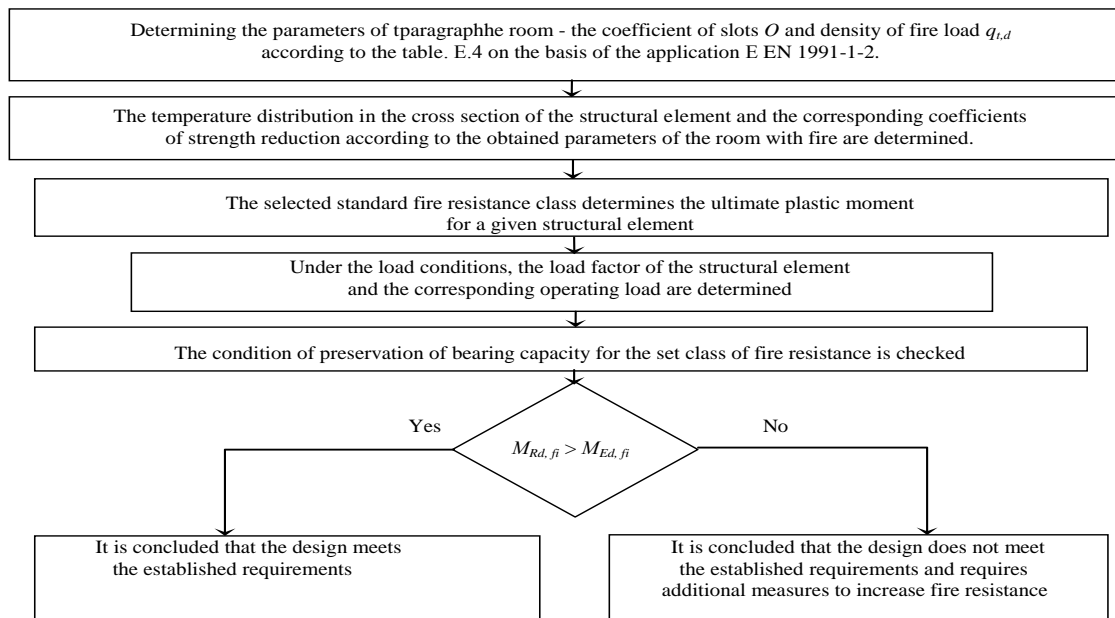 Determining the parameters of tparagraphhe room - the coefficient of slots O and density of fire load qt,d
according to the table. E.4 on the basis of the application E EN 1991-1-2.
The temperature distribution in the cross section of the structural element and the corresponding coefficients
of strength reduction according to the obtained parameters of the room with fire are determined.
The selected standard fire resistance class determines the ultimate plastic moment
for a given structural element
Under the load conditions, the load factor of the structural element
and the corresponding operating load are determined
The condition of preservation of bearing capacity for the set class of fire resistance is checked
Yes
No
MRd, fi > MEd, fi
It is concluded that the design meets
the established requirements
It is concluded that the design does not meet
the established requirements and requires
additional measures to increase fire resistance